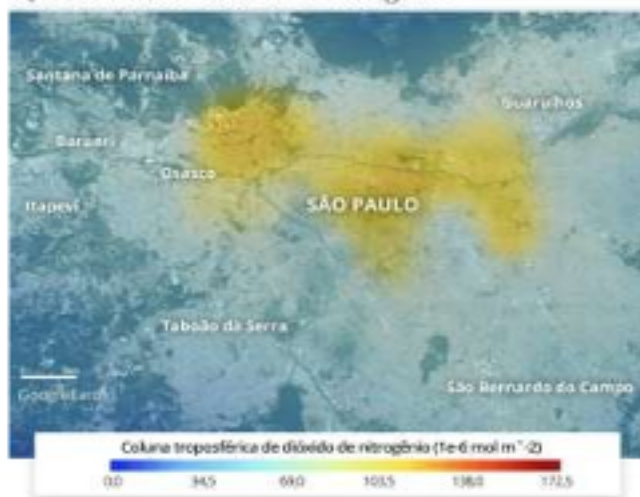 Santana de Parnaíba
Guarulhos
Barueri
Osasco
Itapevi
SÃO PAULO
Taboão da Serra
São Bernardo do Campo
Google Earth
Coluna troposférica de dióxido de nitrogênio (1e-6 mol m^-2)
0,0 34,5 69,0 103,5 138,0 172,5